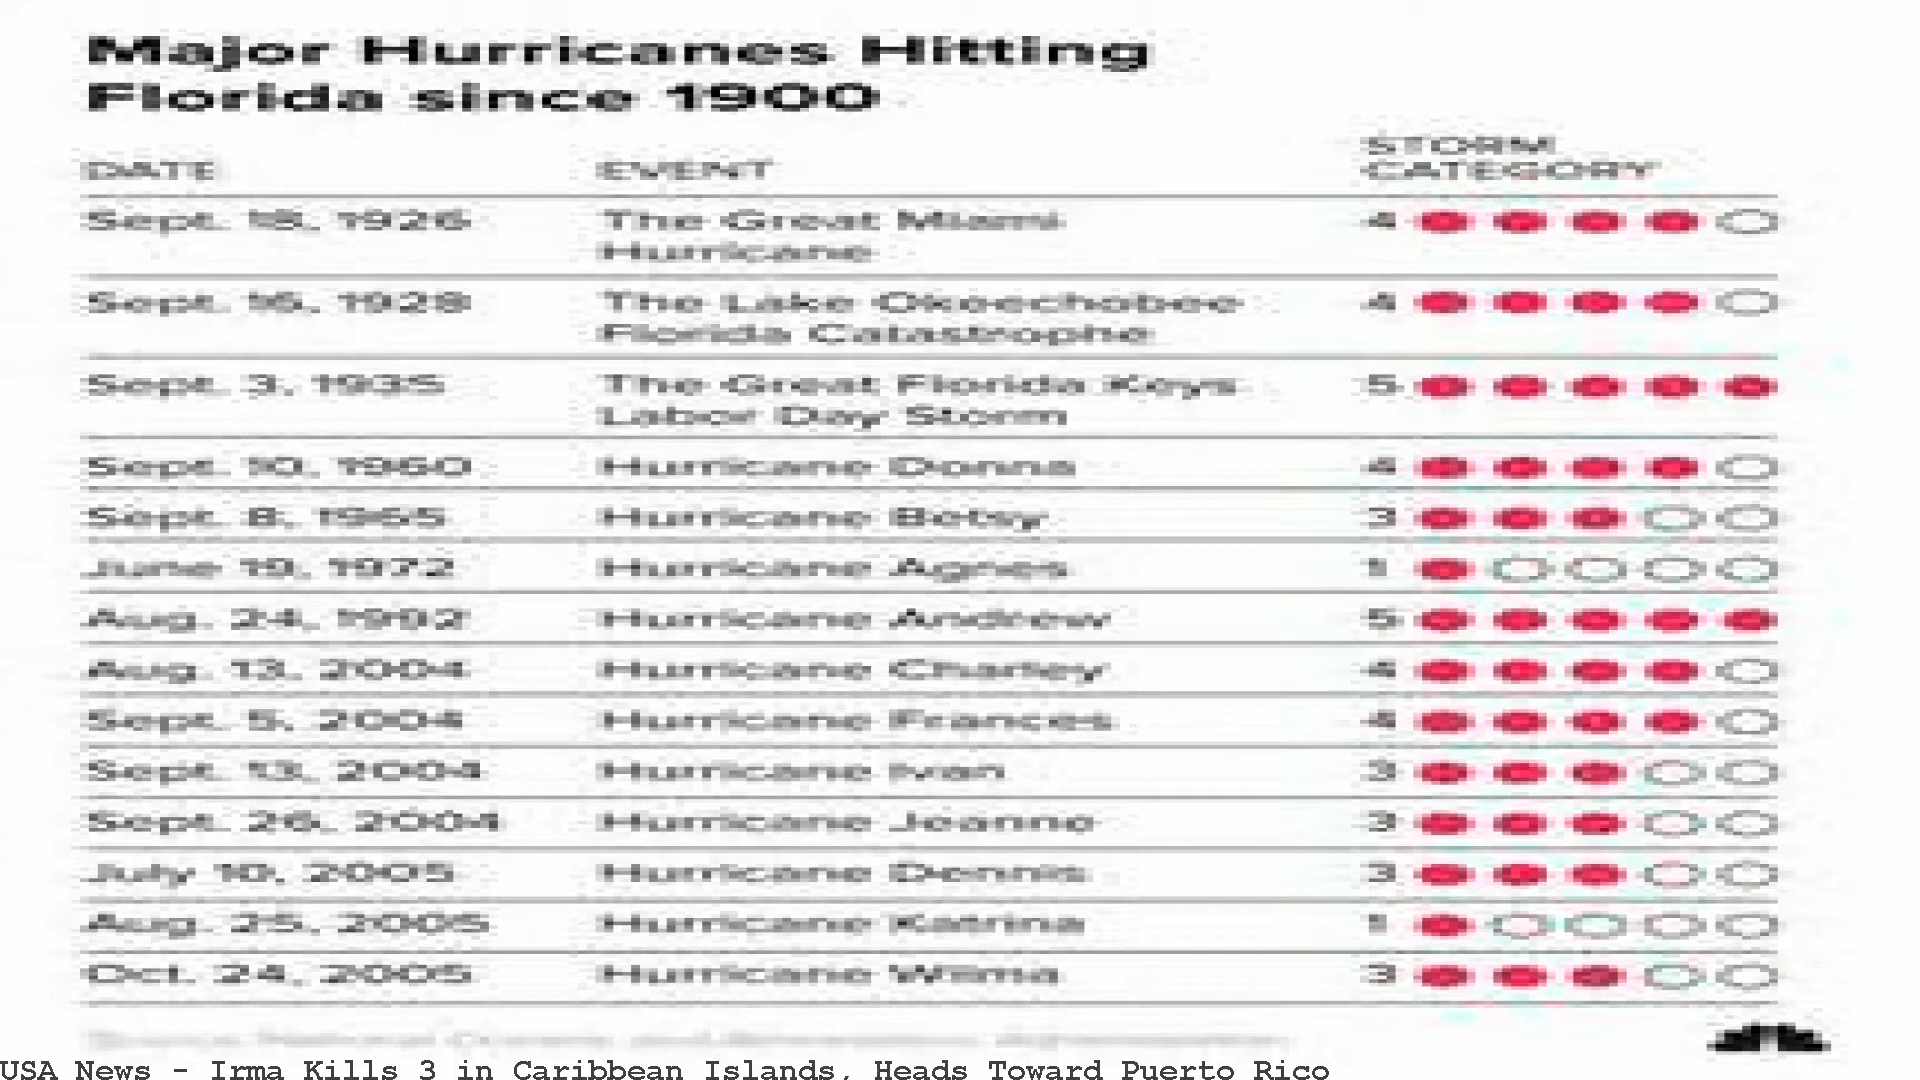 Major Hurricanes Hitting
Florida since 1900
DATE EVENT STORM CATEGORY
Sept. 18, 1926 The Great Miami Hurricane 4
Sept. 16, 1928 The Lake Okeechobee Florida Catastrophe 4
Sept. 3, 1935 The Great Florida Keys Labor Day Storm 5
Sept. 10, 1960 Hurricane Donna 4
Sept. 8, 1965 Hurricane Betsy 3
June 19, 1972 Hurricane Agnes 1
Aug. 24, 1992 Hurricane Andrew 5
Aug. 13, 2004 Hurricane Charley 4
Sept. 5, 2004 Hurricane Frances 4
Sept. 13, 2004 Hurricane Ivan 3
Sept. 26, 2004 Hurricane Jeanne 3
July 10, 2005 Hurricane Dennis 3
Aug. 25, 2005 Hurricane Katrina 1
Oct. 24, 2005 Hurricane Wilma 3
USA News - Irma Kills 3 in Caribbean Islands, Heads Toward Puerto Rico